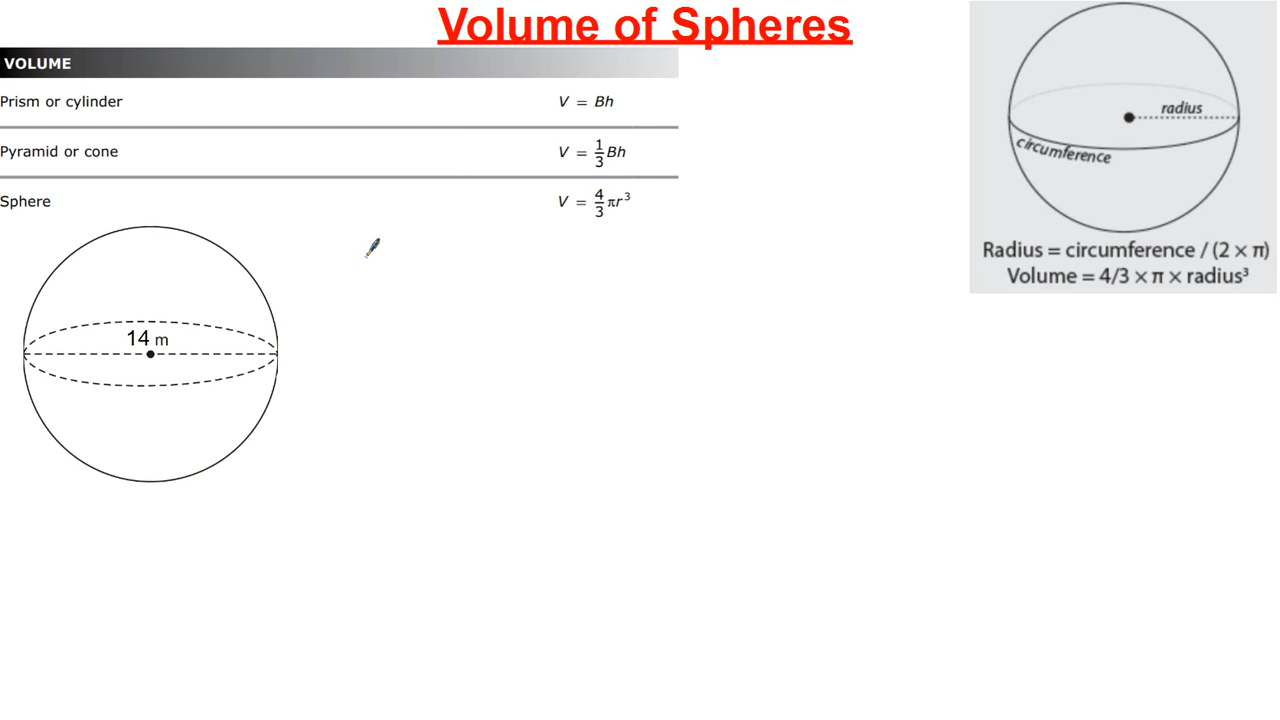 Volume of Spheres
VOLUME
Prism or cylinder V = Bh
Pyramid or cone V = 1/3 Bh
Sphere V = 4/3 πr³
14 m
radius
circumference
Radius = circumference / (2 × π)
Volume = 4/3 × π × radius³